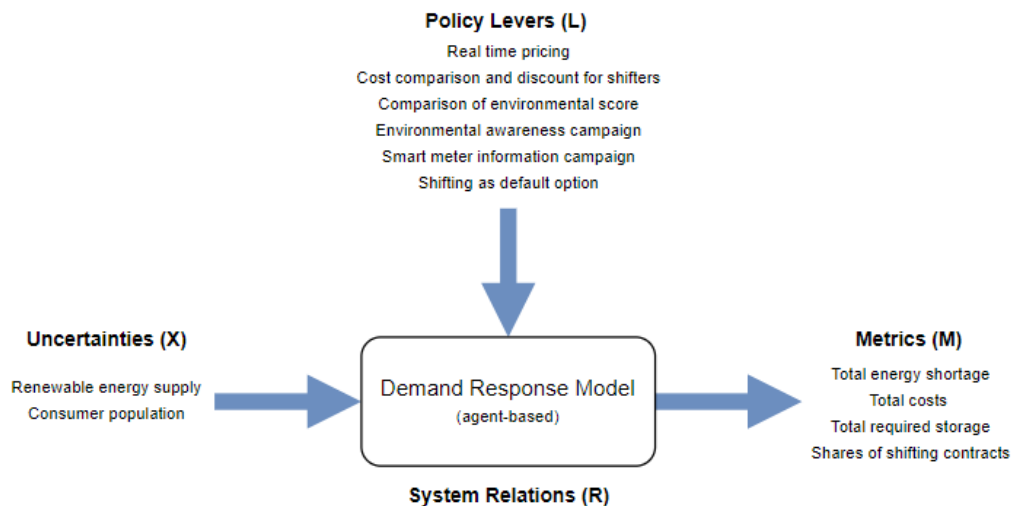 Policy Levers (L)
Real time pricing
Cost comparison and discount for shifters
Comparison of environmental score
Environmental awareness campaign
Smart meter information campaign
Shifting as default option
Uncertainties (X)
Renewable energy supply
Consumer population
Demand Response Model
(agent-based)
System Relations (R)
Metrics (M)
Total energy shortage
Total costs
Total required storage
Shares of shifting contracts